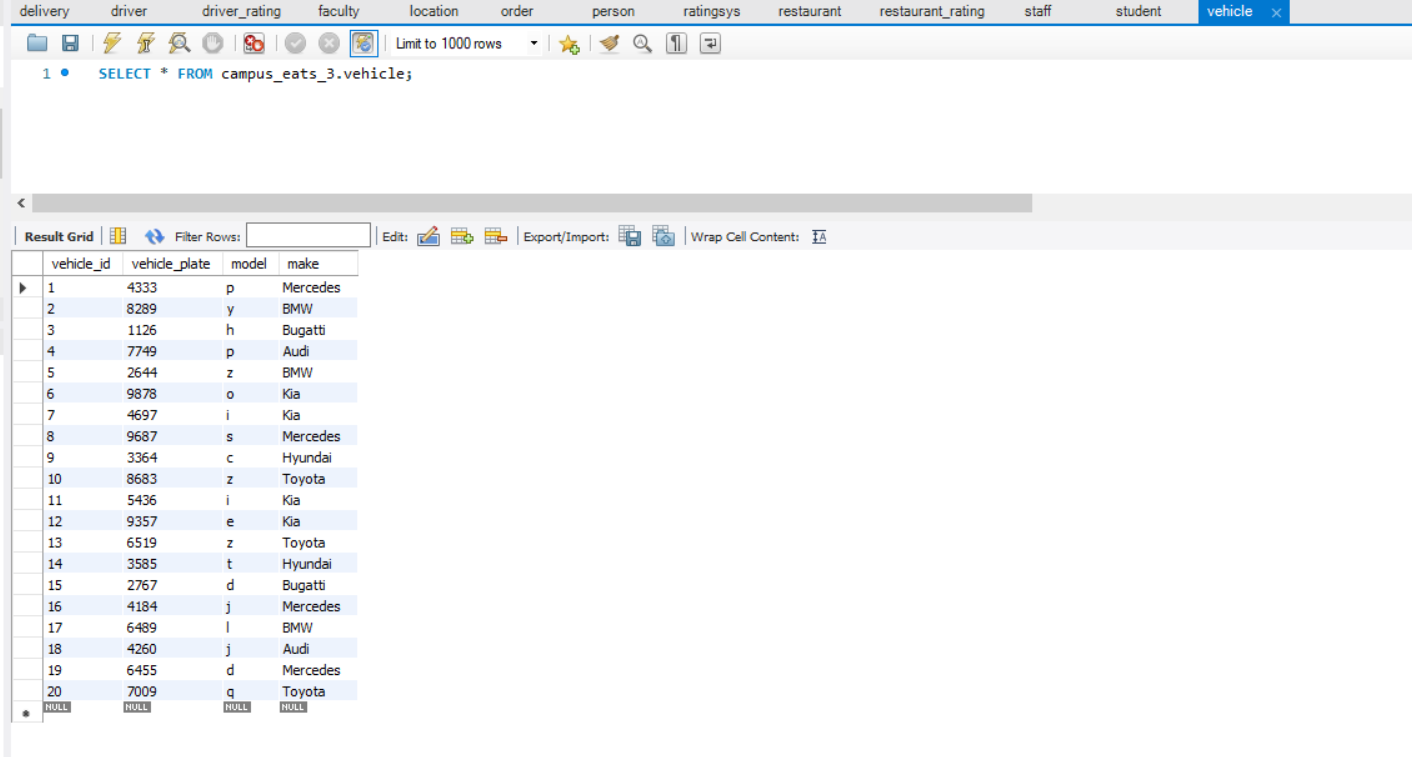 delivery driver driver_rating faculty location order person ratingsys restaurant restaurant_rating staff student vehicle
Limit to 1000 rows
1 SELECT * FROM campus_eats_3.vehicle;
Result Grid Filter Rows: Edit: Export/Import: Wrap Cell Content:
vehicle_id vehicle_plate model make
1 4333 p Mercedes
2 8289 y BMW
3 1126 h Bugatti
4 7749 p Audi
5 2644 z BMW
6 9878 o Kia
7 4697 i Kia
8 9687 s Mercedes
9 3364 c Hyundai
10 8683 z Toyota
11 5436 i Kia
12 9357 e Kia
13 6519 z Toyota
14 3585 t Hyundai
15 2767 d Bugatti
16 4184 j Mercedes
17 6489 l BMW
18 4260 j Audi
19 6455 d Mercedes
20 7009 q Toyota
NULL NULL NULL NULL